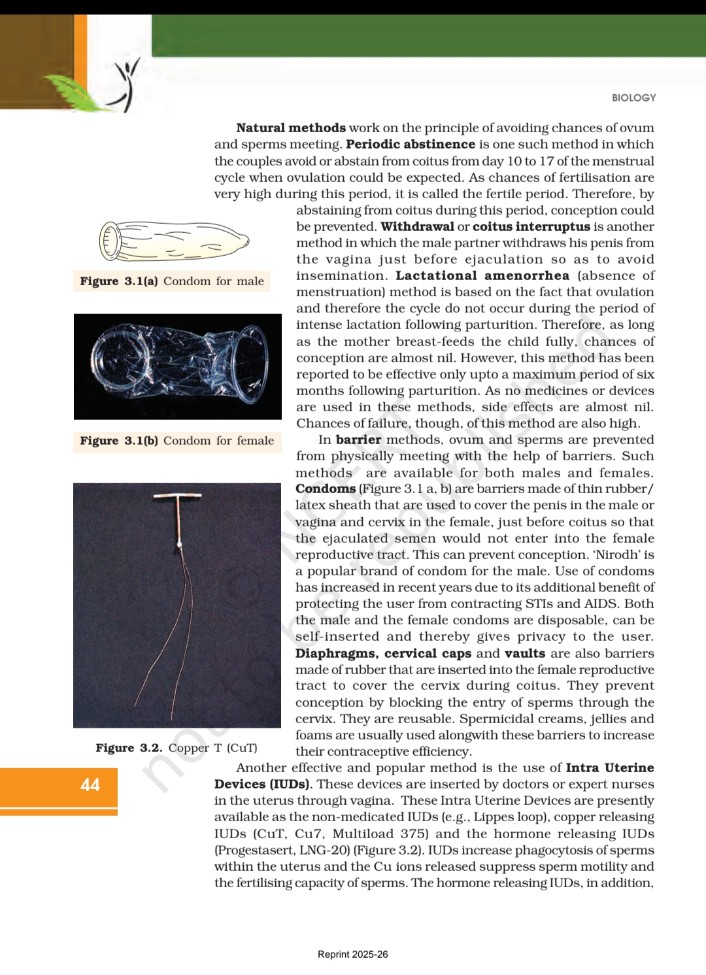 BIOLOGY
Natural methods work on the principle of avoiding chances of ovum
and sperms meeting. Periodic abstinence is one such method in which
the couples avoid or abstain from coitus from day 10 to 17 of the menstrual
cycle when ovulation could be expected. As chances of fertilisation are
very high during this period, it is called the fertile period. Therefore, by
abstaining from coitus during this period, conception could
be prevented. Withdrawal or coitus interruptus is another
method in which the male partner withdraws his penis from
the vagina just before ejaculation so as to avoid
insemination. Lactational amenorrhea (absence of
menstruation) method is based on the fact that ovulation
and therefore the cycle do not occur during the period of
intense lactation following parturition. Therefore, as long
as the mother breast-feeds the child fully, chances of
conception are almost nil. However, this method has been
reported to be effective only upto a maximum period of six
months following parturition. As no medicines or devices
are used in these methods, side effects are almost nil.
Chances of failure, though, of this method are also high.
Figure 3.1(a) Condom for male
Figure 3.1(b) Condom for female
In barrier methods, ovum and sperms are prevented
from physically meeting with the help of barriers. Such
methods are available for both males and females.
Condoms (Figure 3.1 a, b) are barriers made of thin rubber/
latex sheath that are used to cover the penis in the male or
vagina and cervix in the female, just before coitus so that
the ejaculated semen would not enter into the female
reproductive tract. This can prevent conception. ‘Nirodh’ is
a popular brand of condom for the male. Use of condoms
has increased in recent years due to its additional benefit of
protecting the user from contracting STIs and AIDS. Both
the male and the female condoms are disposable, can be
self-inserted and thereby gives privacy to the user.
Diaphragms, cervical caps and vaults are also barriers
made of rubber that are inserted into the female reproductive
tract to cover the cervix during coitus. They prevent
conception by blocking the entry of sperms through the
cervix. They are reusable. Spermicidal creams, jellies and
foams are usually used alongwith these barriers to increase
their contraceptive efficiency.
Figure 3.2. Copper T (CuT)
Another effective and popular method is the use of Intra Uterine
Devices (IUDs). These devices are inserted by doctors or expert nurses
in the uterus through vagina. These Intra Uterine Devices are presently
available as the non-medicated IUDs (e.g., Lippes loop), copper releasing
IUDs (CuT, Cu7, Multiload 375) and the hormone releasing IUDs
(Progestasert, LNG-20) (Figure 3.2). IUDs increase phagocytosis of sperms
within the uterus and the Cu ions released suppress sperm motility and
the fertilising capacity of sperms. The hormone releasing IUDs, in addition,
44
© NCERT
not to be republished
Reprint 2025-26